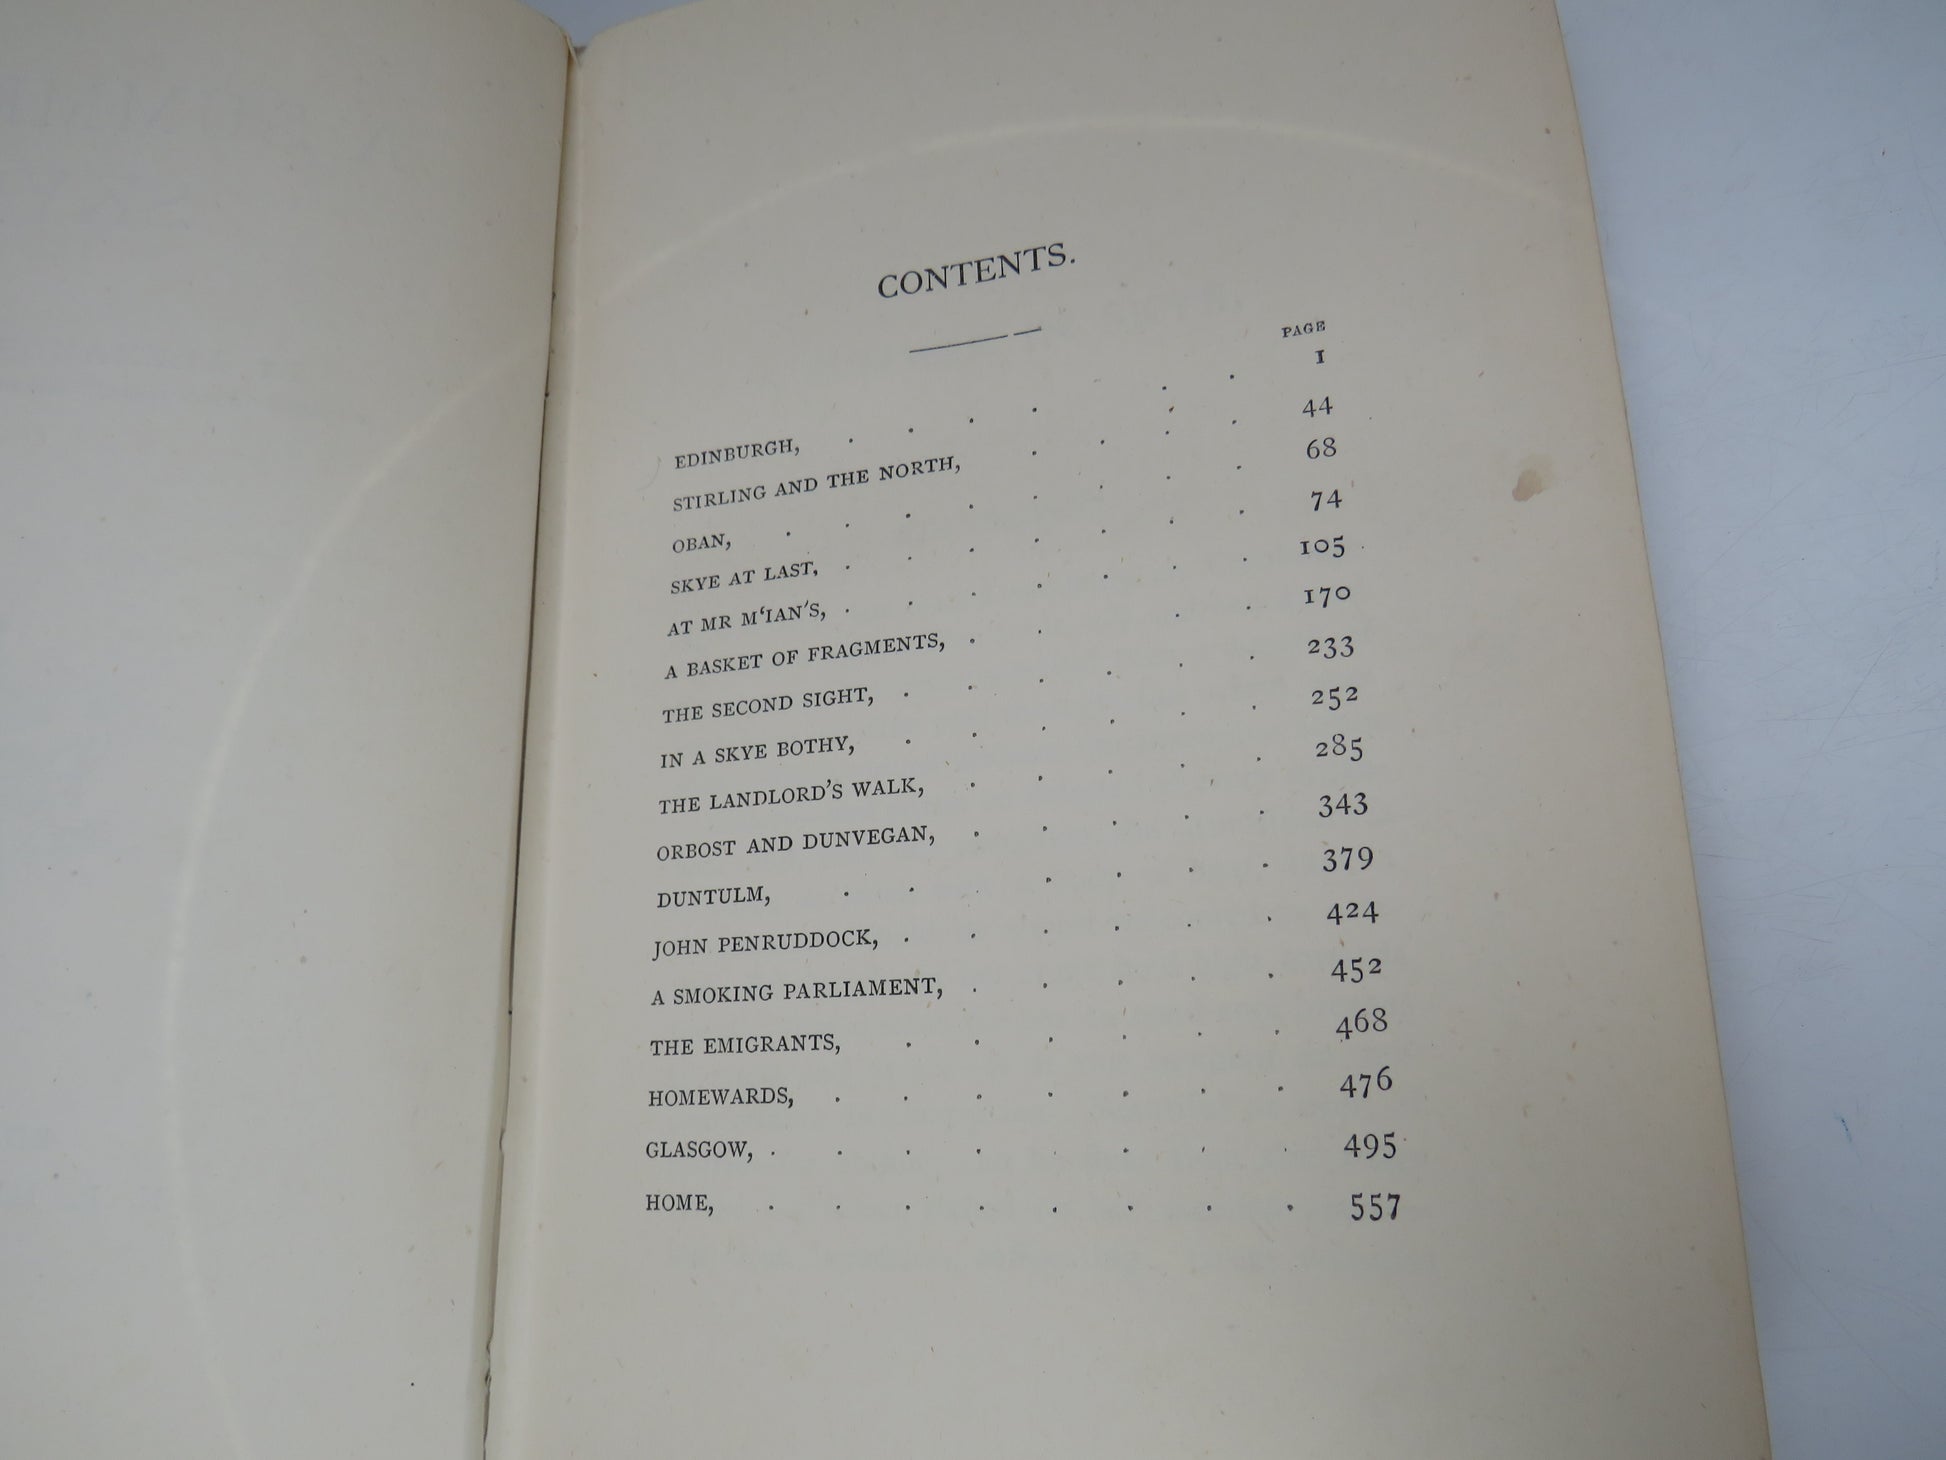 CONTENTS.
PAGE
EDINBURGH, . . . . . . 1
STIRLING AND THE NORTH, . . . . 44
OBAN, . . . . . . . . 68
SKYE AT LAST, . . . . . . . 74
AT MR M‘IAN'S, . . . . . . . 105
A BASKET OF FRAGMENTS, . . . . 170
THE SECOND SIGHT, . . . . . . 233
IN A SKYE BOTHY, . . . . . . 252
THE LANDLORD'S WALK, . . . . . 285
ORBOST AND DUNVEGAN, . . . . . 343
DUNTULM, . . . . . . . 379
JOHN PENRUDDOCK, . . . . . . 424
A SMOKING PARLIAMENT, . . . . . 452
THE EMIGRANTS, . . . . . . 468
HOMEWARDS, . . . . . . . 476
GLASGOW, . . . . . . . . 495
HOME, . . . . . . . . 557